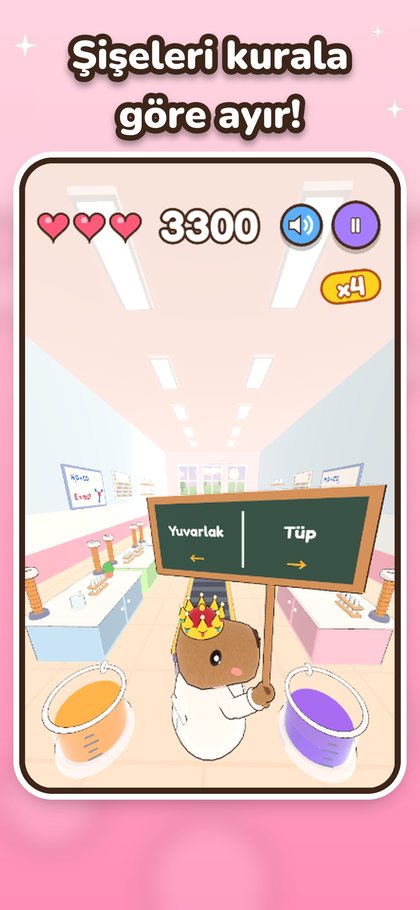 Şişeleri kurala
göre ayır!
3300
x4
Yuvarlak
Tüp
←
→